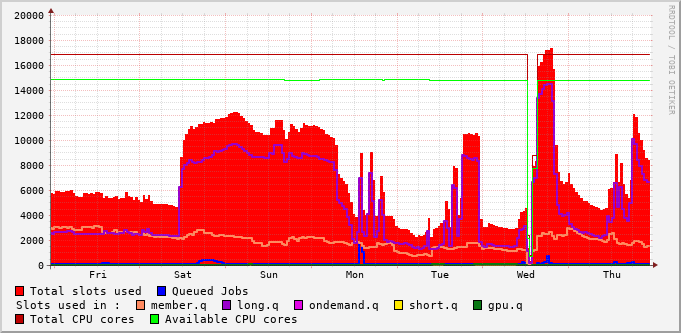 20000
18000
16000
14000
12000
10000
8000
6000
4000
2000
0
Fri Sat Sun Mon Tue Wed Thu
Total slots used Queued Jobs
Slots used in : member.q long.q ondemand.q short.q gpu.q
Total CPU cores Available CPU cores
RRDTOOL / TOBI OETIKER